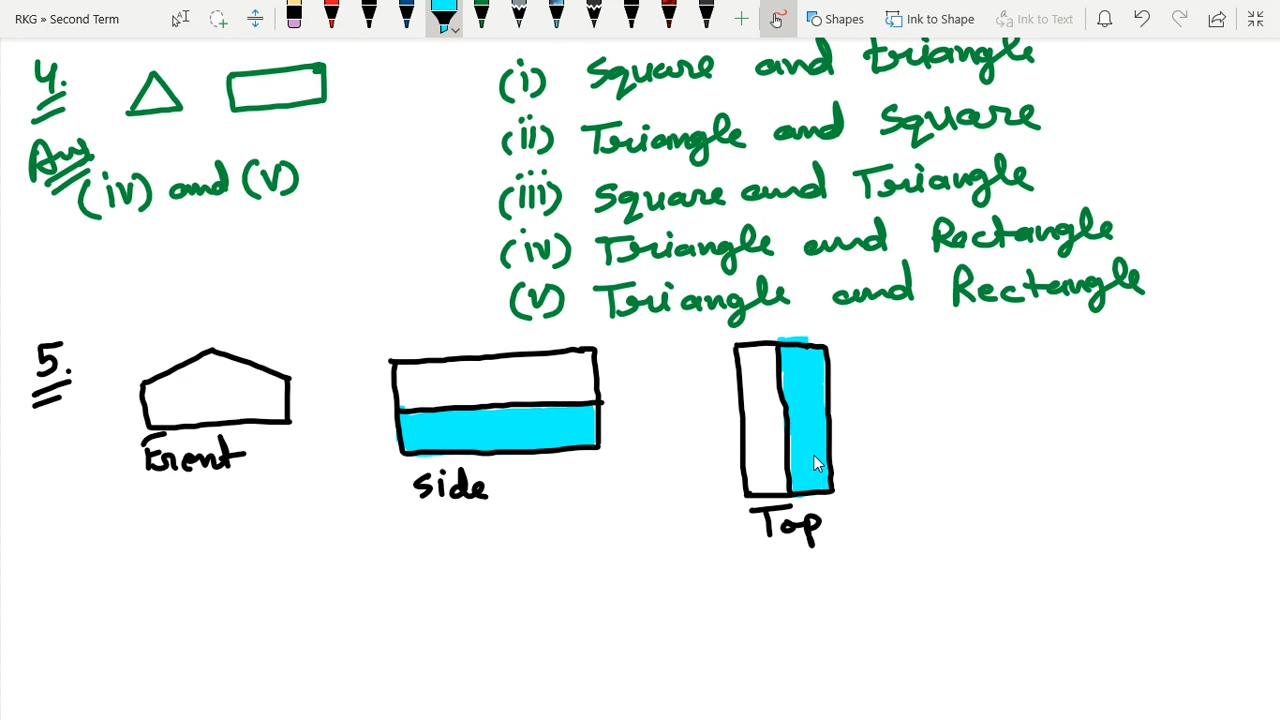 RKG » Second Term
Shapes
Ink to Shape
Ink to Text
4.
(i) Square and triangle
(ii) Triangle and Square
Ans
(iv) and (v)
(iii) Square and Triangle
(iv) Triangle and Rectangle
(v) Triangle and Rectangle
5.
Front
Side
Top